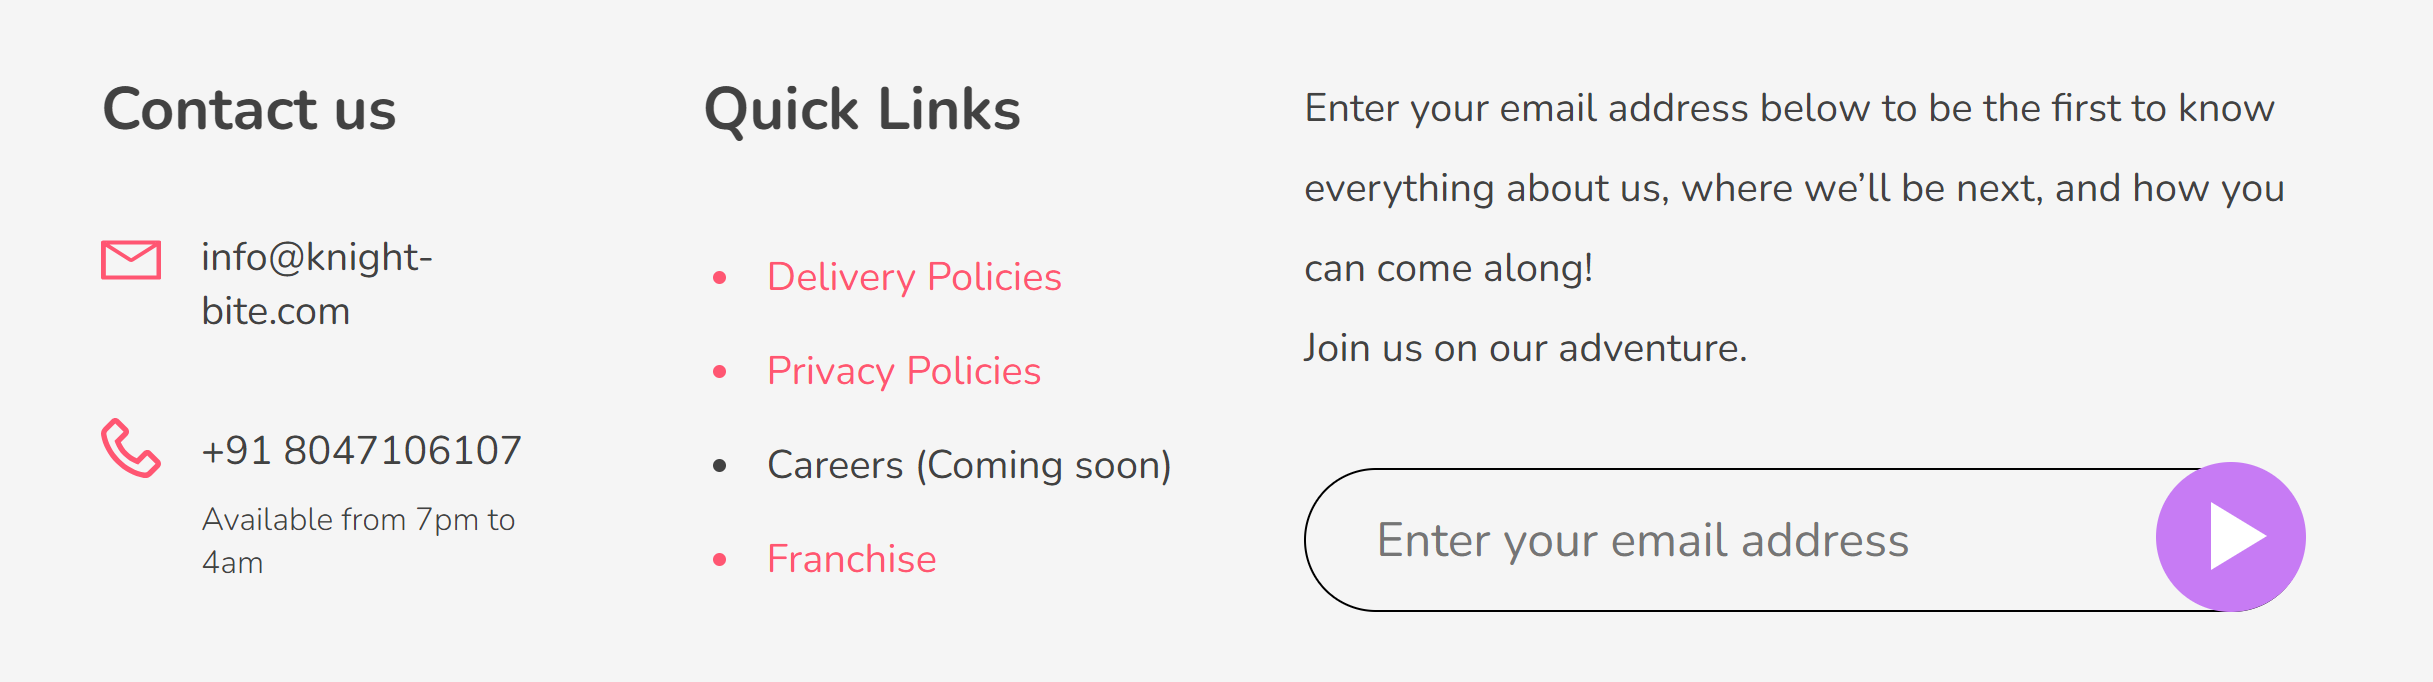 Contact us
info@knight-
bite.com
+91 8047106107
Available from 7pm to
4am
Quick Links
Delivery Policies
Privacy Policies
Careers (Coming soon)
Franchise
Enter your email address below to be the first to know
everything about us, where we’ll be next, and how you
can come along!
Join us on our adventure.
Enter your email address